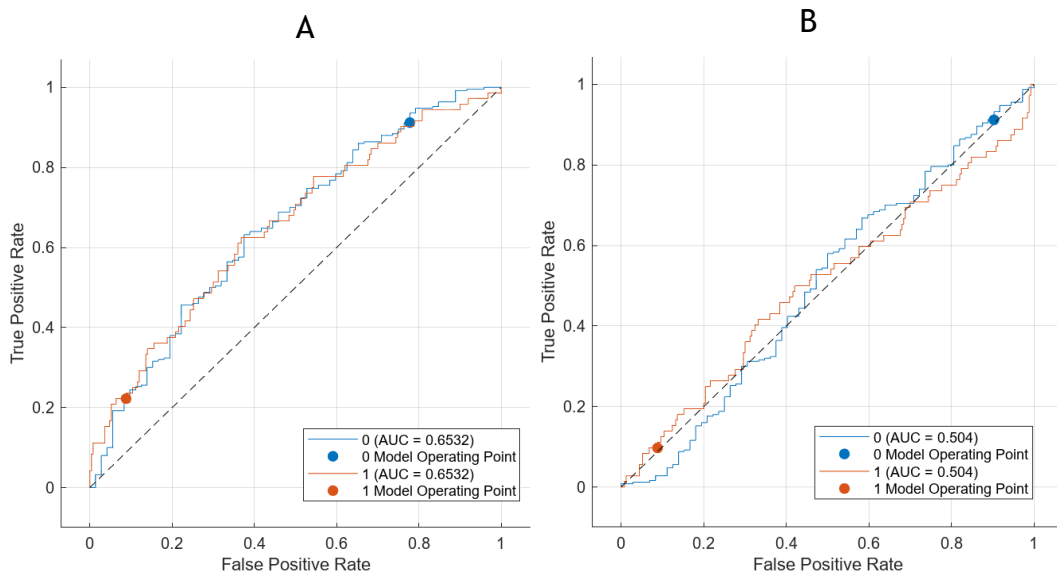 A
1
0.8
0.6
0.4
0.2
0
True Positive Rate
0 (AUC = 0.6532)
0 Model Operating Point
1 (AUC = 0.6532)
1 Model Operating Point
0 0.2 0.4 0.6 0.8 1
False Positive Rate
B
1
0.8
0.6
0.4
0.2
0
True Positive Rate
0 (AUC = 0.504)
0 Model Operating Point
1 (AUC = 0.504)
1 Model Operating Point
0 0.2 0.4 0.6 0.8 1
False Positive Rate